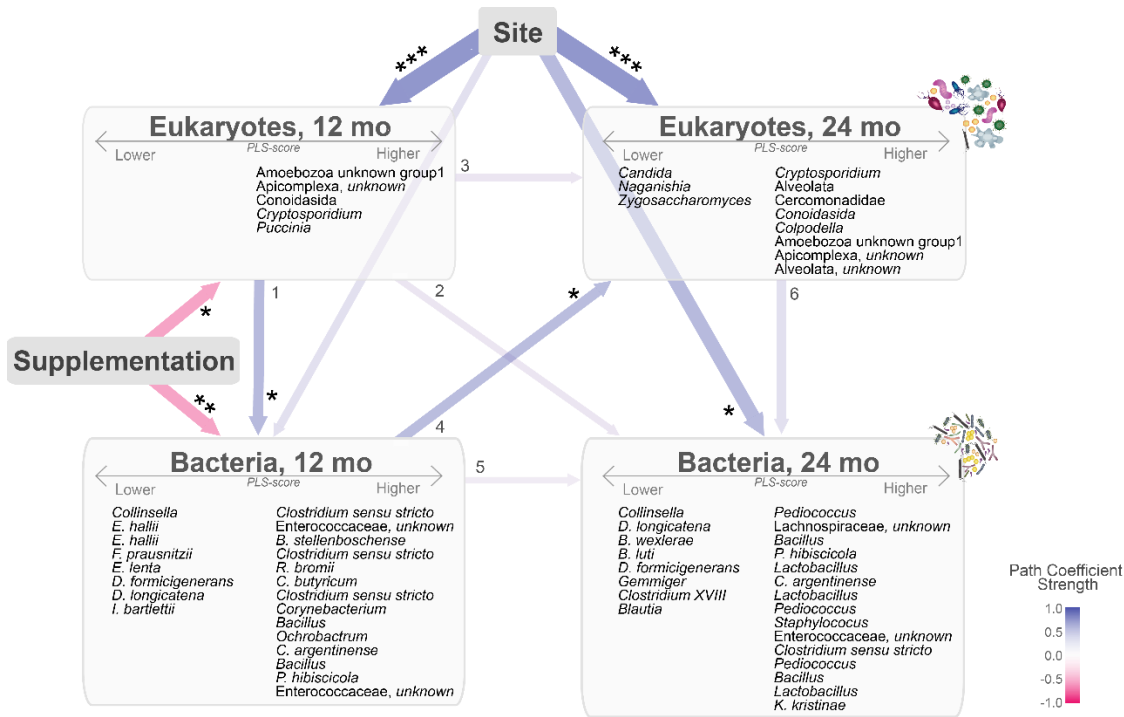 Site
***
***
Eukaryotes, 12 mo
Lower
PLS-score
Higher
Amoebozoa unknown group1
Apicomplexa, unknown
Conoidasida
Cryptosporidium
Puccinia
3
Eukaryotes, 24 mo
Lower
PLS-score
Higher
Candida
Naganishia
Zygosaccharomyces
Cryptosporidium
Alveolata
Cercomonadidae
Conoidasida
Colpodella
Amoebozoa unknown group1
Apicomplexa, unknown
Alveolata, unknown
1
2
6
*
*
Supplementation
**
*
*
4
5
Bacteria, 12 mo
Lower
PLS-score
Higher
Collinsella
E. hallii
E. hallii
F. prausnitzii
E. lenta
D. formicigenerans
D. longicatena
I. bartlettii
Clostridium sensu stricto
Enterococcaceae, unknown
B. stellenboschense
Clostridium sensu stricto
R. bromii
C. butyricum
Clostridium sensu stricto
Corynebacterium
Bacillus
Ochrobactrum
C. argentinense
Bacillus
P. hibiscicola
Enterococcaceae, unknown
Bacteria, 24 mo
Lower
PLS-score
Higher
Collinsella
D. longicatena
B. wexlerae
B. luti
D. formicigenerans
Gemmiger
Clostridium XVIII
Blautia
Pediococcus
Lachnospiraceae, unknown
Bacillus
P. hibiscicola
Lactobacillus
C. argentinense
Lactobacillus
Pediococcus
Staphylococus
Enterococcaceae, unknown
Clostridium sensu stricto
Pediococcus
Bacillus
Lactobacillus
K. kristinae
Path Coefficient
Strength
1.0
0.5
0.0
-0.5
-1.0